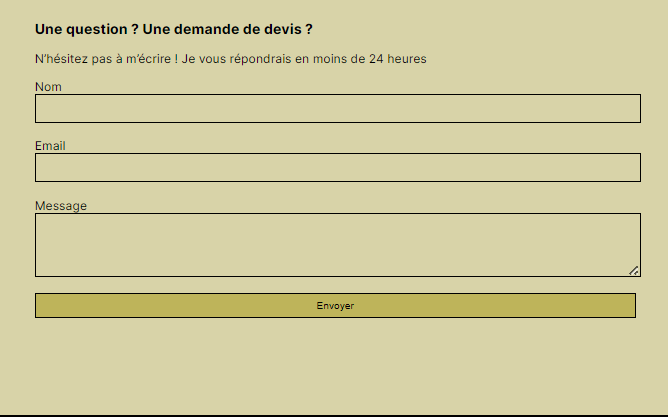 Une question ? Une demande de devis ?
N’hésitez pas à m’écrire ! Je vous répondrais en moins de 24 heures
Nom
Email
Message
Envoyer